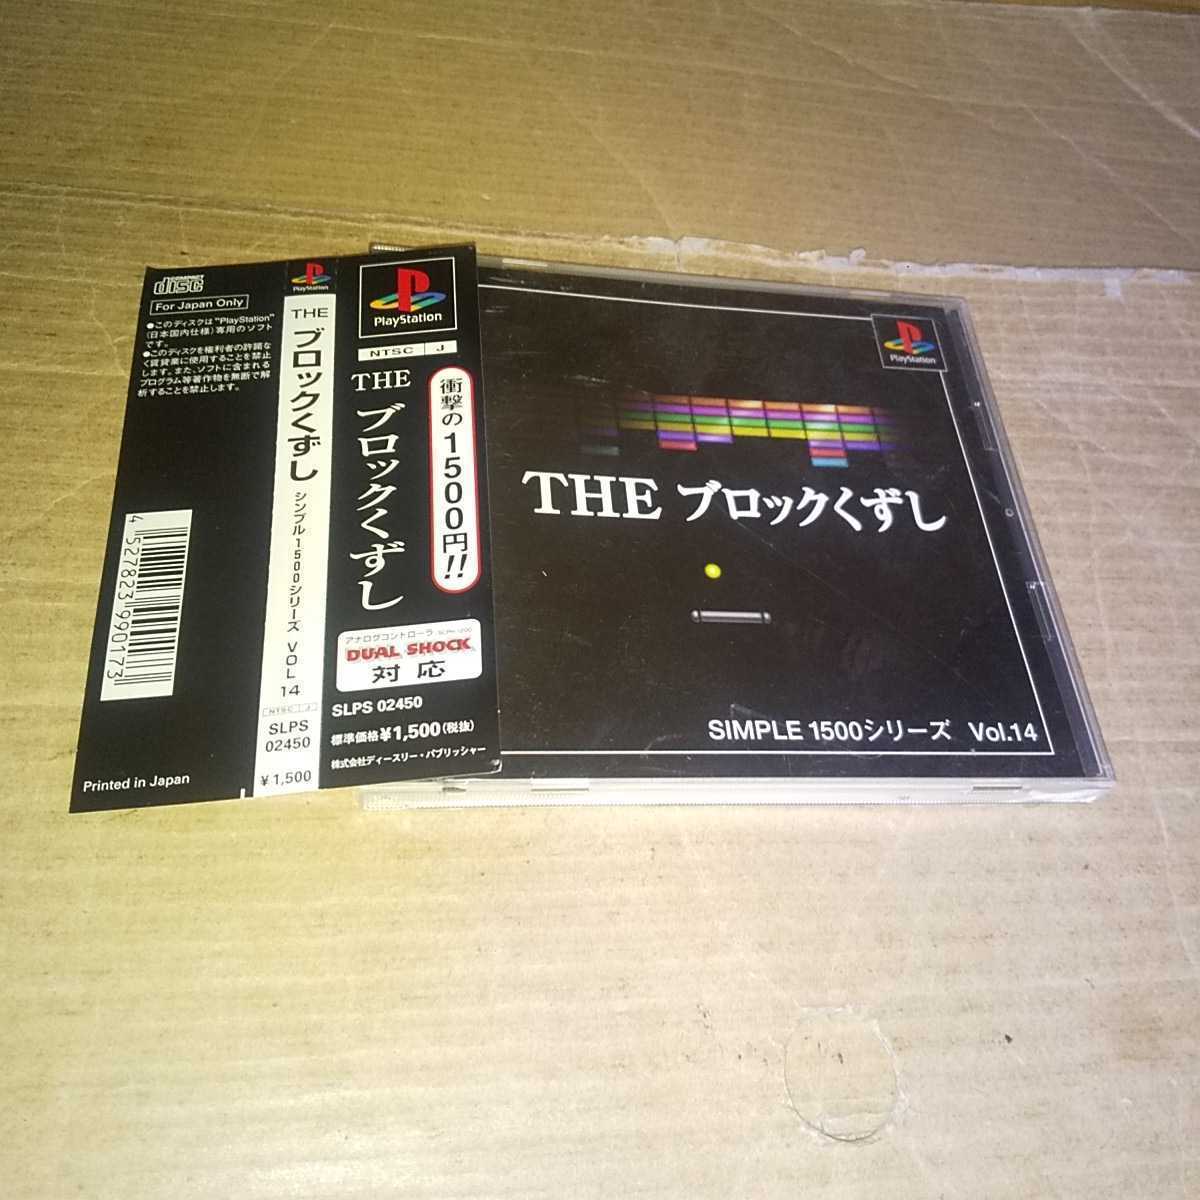 COMPACT
disc
For Japan Only
●このディスクは"PlayStation"
(日本国内仕様)専用のソフト
です。
●このディスクを権利者の許諾な
く賃貸業に使用することを禁止
します。また、ソフトに含まれる
プログラム等著作物を無断で解
析することを禁止します。
4527823990173
Printed in Japan
PlayStation
THE ブロックくずし
シンプル1500シリーズ VOL 14
NTSC J
SLPS
02450
¥1,500
PlayStation
NTSC J
THE ブロックくずし
衝撃の1500円!!
アナログコントローラ(SCPH-1200)
DUAL SHOCK
対応
SLPS 02450
標準価格¥1,500(税抜)
株式会社ディースリー・パブリッシャー
PlayStation
THE ブロックくずし
SIMPLE 1500シリーズ Vol.14